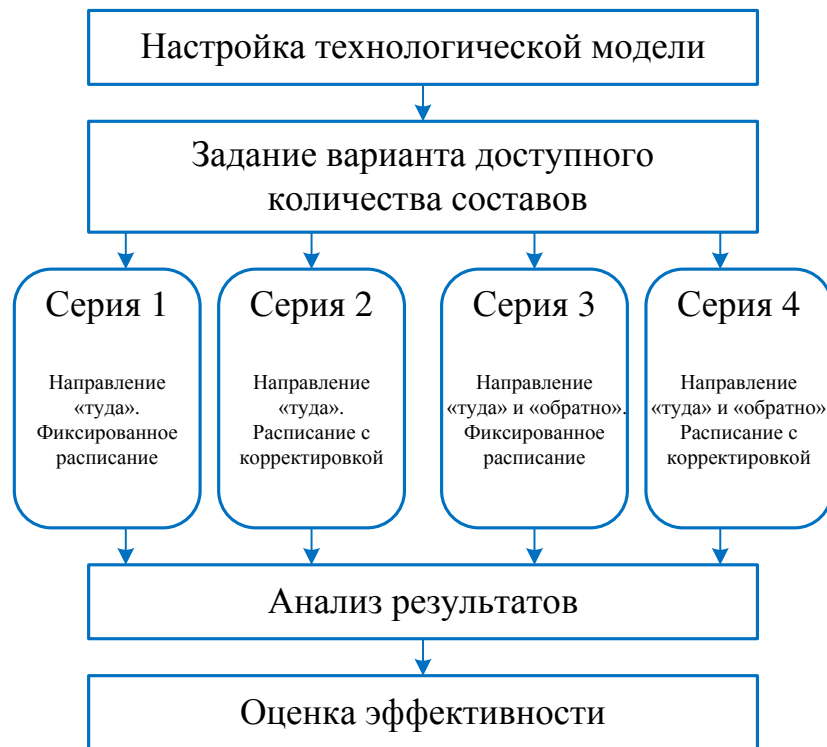 Настройка технологической модели
Задание варианта доступного
количества составов
Серия 1
Направление
«туда».
Фиксированное
расписание
Серия 2
Направление
«туда».
Расписание с
корректировкой
Серия 3
Направление
«туда» и «обратно».
Фиксированное
расписание
Серия 4
Направление
«туда» и «обратно»
Расписание с
корректировкой
Анализ результатов
Оценка эффективности